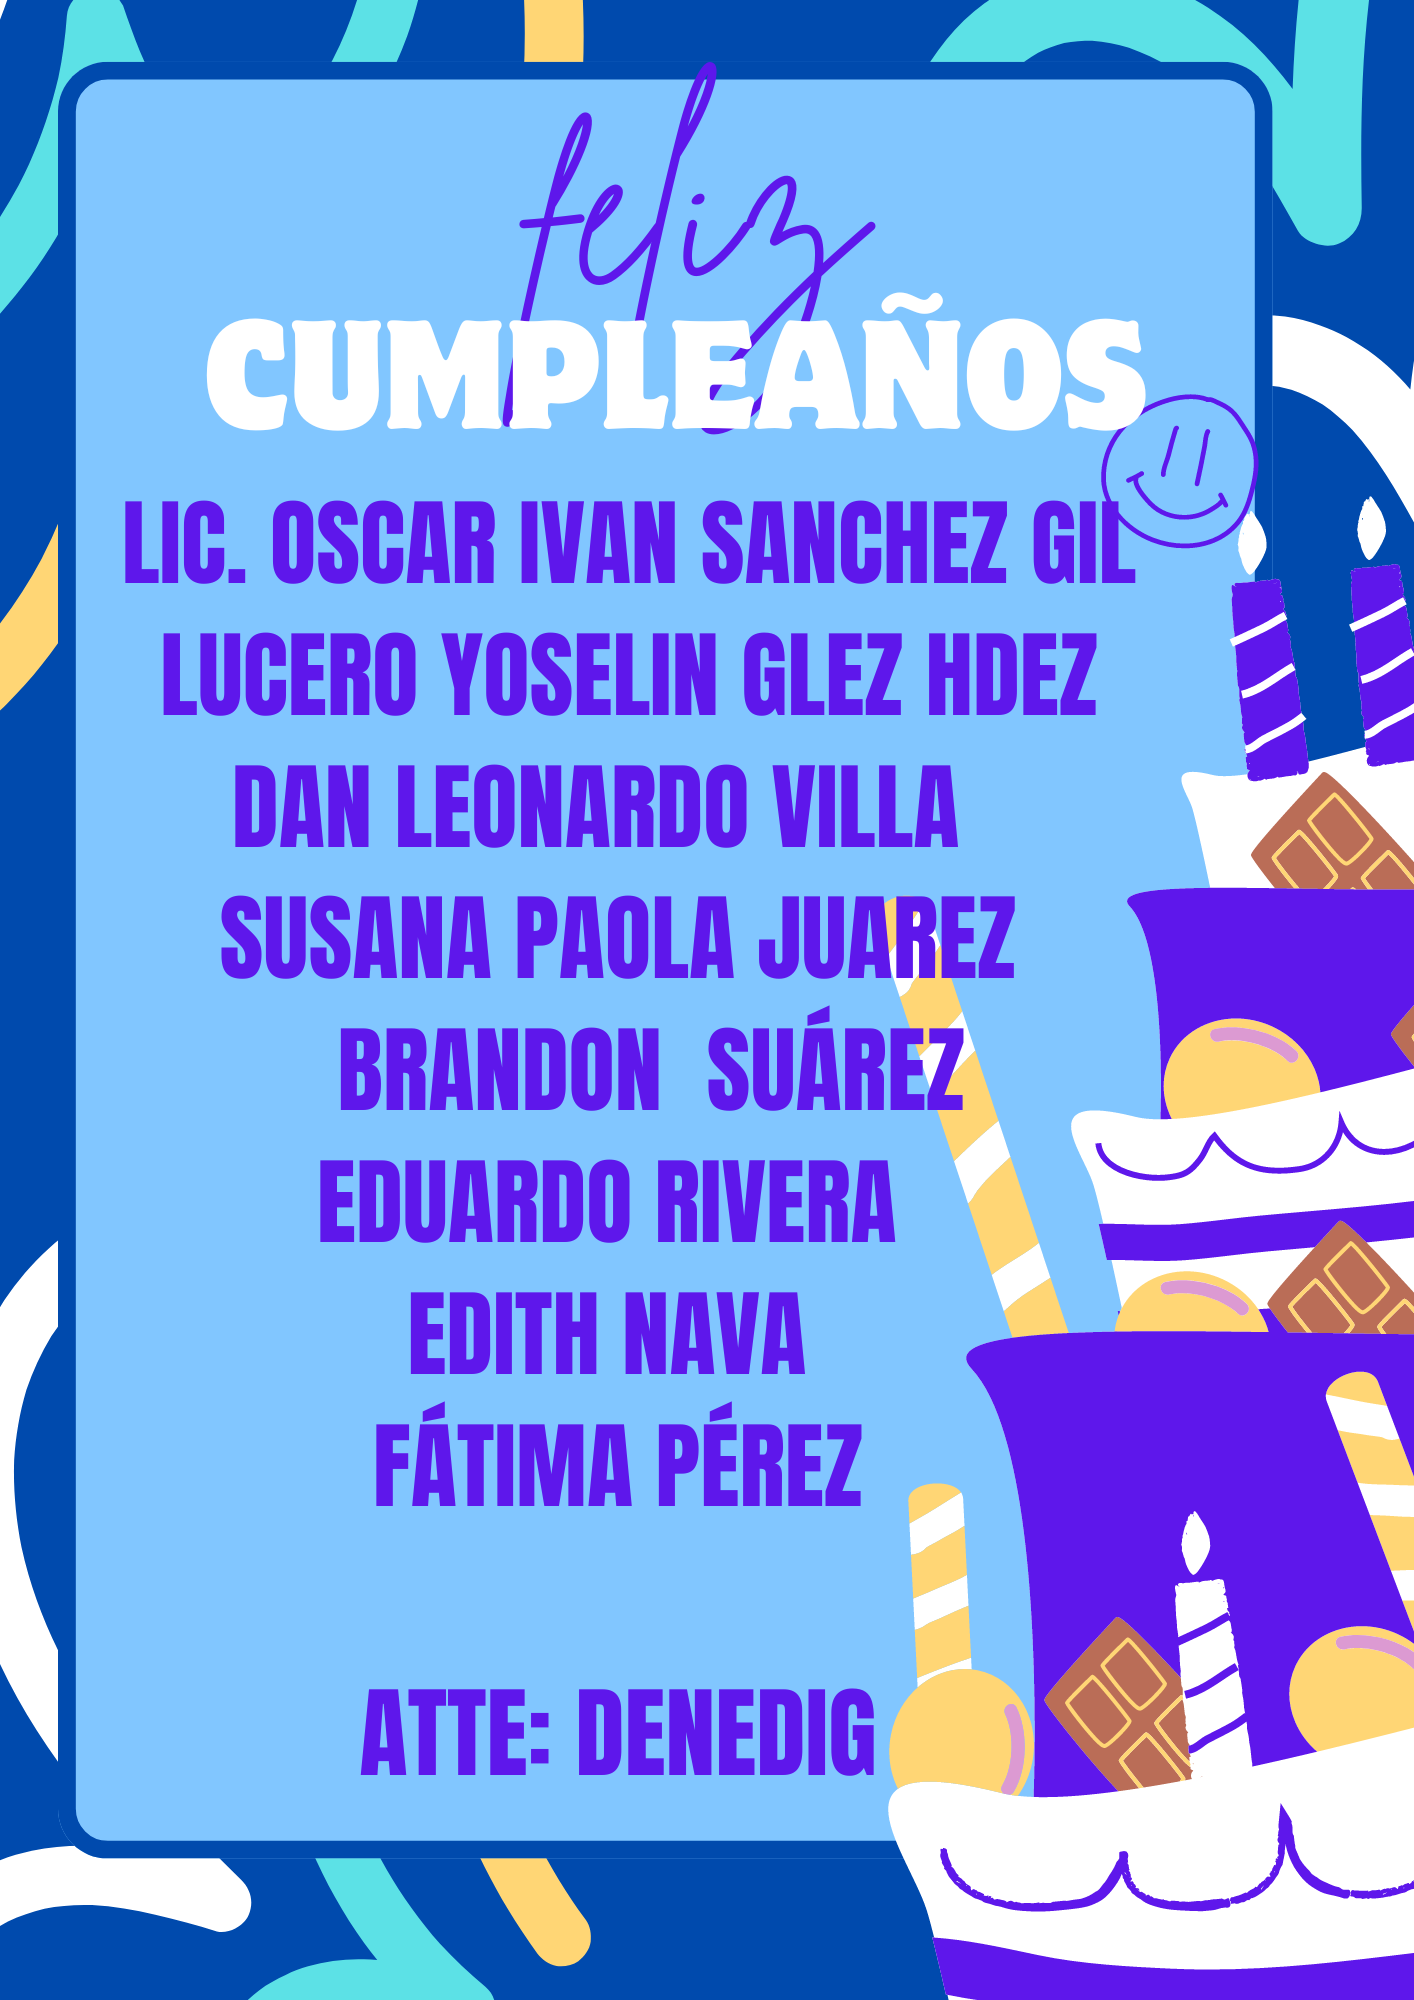 feliz
CUMPLEAÑOS
LIC. OSCAR IVAN SANCHEZ GIL
LUCERO YOSELIN GLEZ HDEZ
DAN LEONARDO VILLA
SUSANA PAOLA JUAREZ
BRANDON  SUÁREZ
EDUARDO RIVERA
EDITH NAVA
FÁTIMA PÉREZ
ATTE: DENEDIG